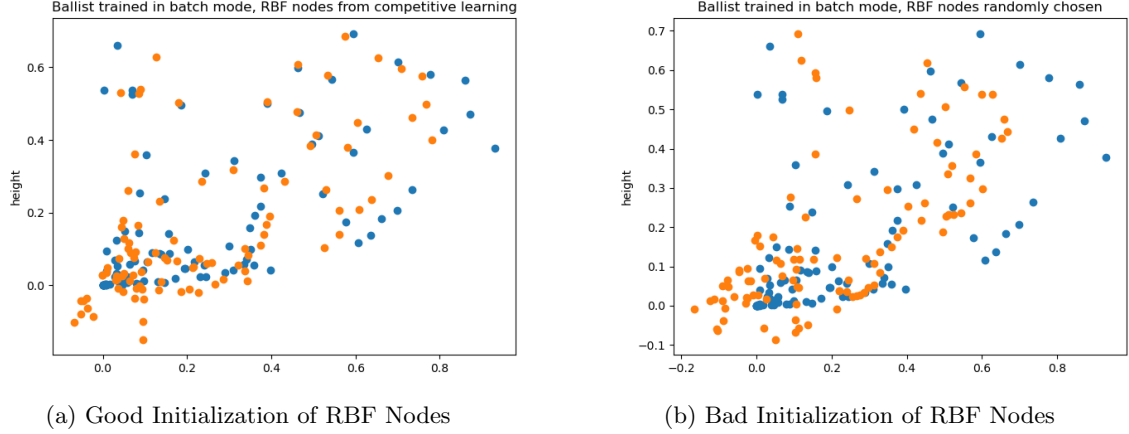 Ballist trained in batch mode, RBF nodes from competitive learning
height
0.6
0.4
0.2
0.0
0.0 0.2 0.4 0.6 0.8
(a) Good Initialization of RBF Nodes
Ballist trained in batch mode, RBF nodes randomly chosen
height
0.7
0.6
0.5
0.4
0.3
0.2
0.1
0.0
−0.1
−0.2 0.0 0.2 0.4 0.6 0.8
(b) Bad Initialization of RBF Nodes